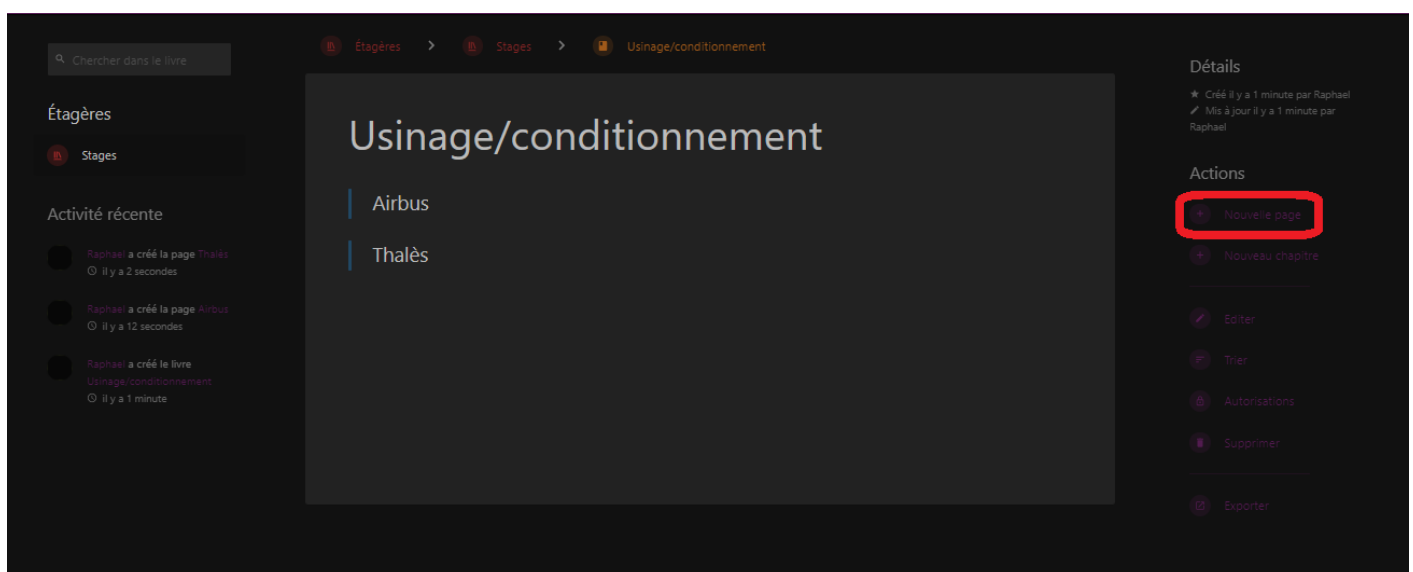 Chercher dans le livre
Étagères
Stages
Activité récente
Raphael a créé la page Thalès
il y a 2 secondes
Raphael a créé la page Airbus
il y a 12 secondes
Raphael a créé le livre
Usinage/conditionnement
il y a 1 minute
Étagères > Stages > Usinage/conditionnement
Usinage/conditionnement
Airbus
Thalès
Détails
Créé il y a 1 minute par Raphael
Mis à jour il y a 1 minute par
Raphael
Actions
Nouvelle page
Nouveau chapitre
Editer
Trier
Autorisations
Supprimer
Exporter